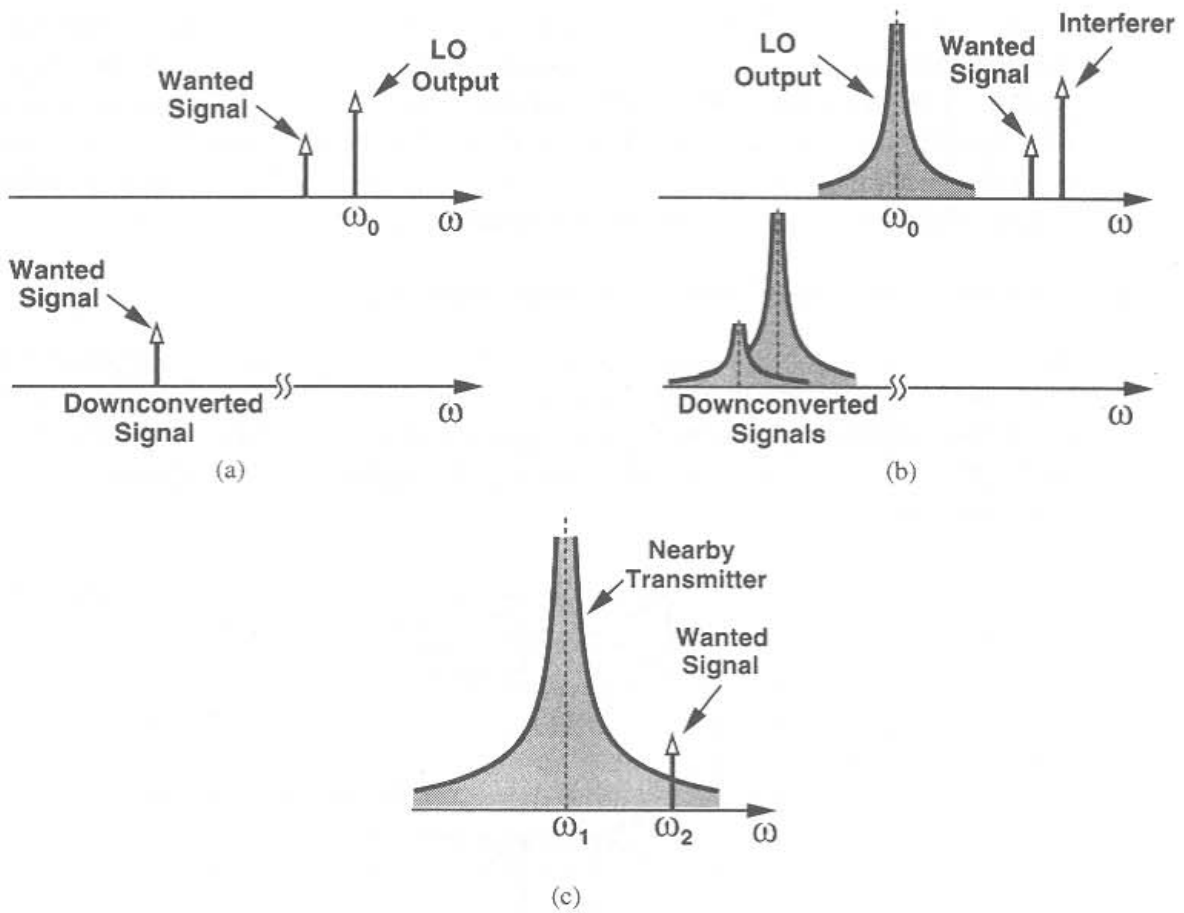 Wanted
Signal
LO
Output
ω₀
ω
Wanted
Signal
Downconverted
Signal
ω
(a)
LO
Output
Wanted
Signal
Interferer
ω₀
ω
Downconverted
Signals
ω
(b)
Nearby
Transmitter
Wanted
Signal
ω₁
ω₂
ω
(c)